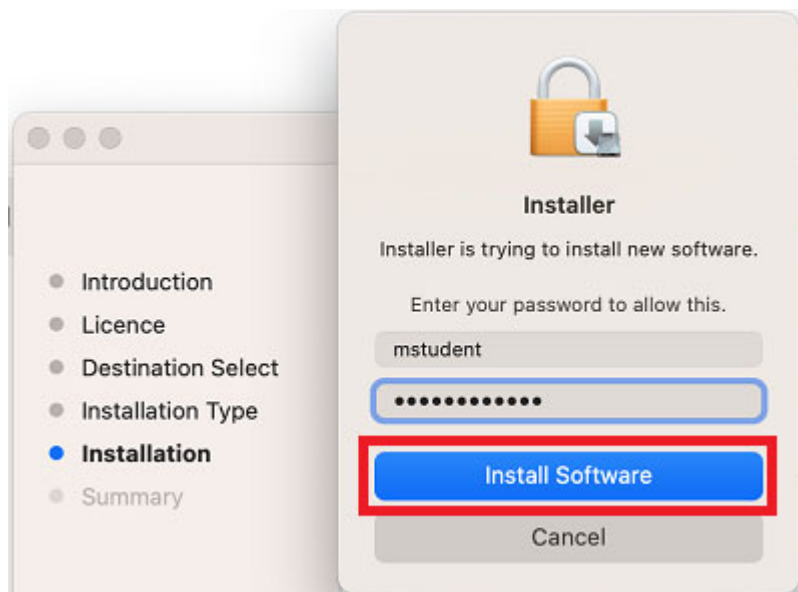 Introduction
Licence
Destination Select
Installation Type
Installation
Summary
Installer
Installer is trying to install new software.
Enter your password to allow this.
mstudent
••••••••••••
Install Software
Cancel